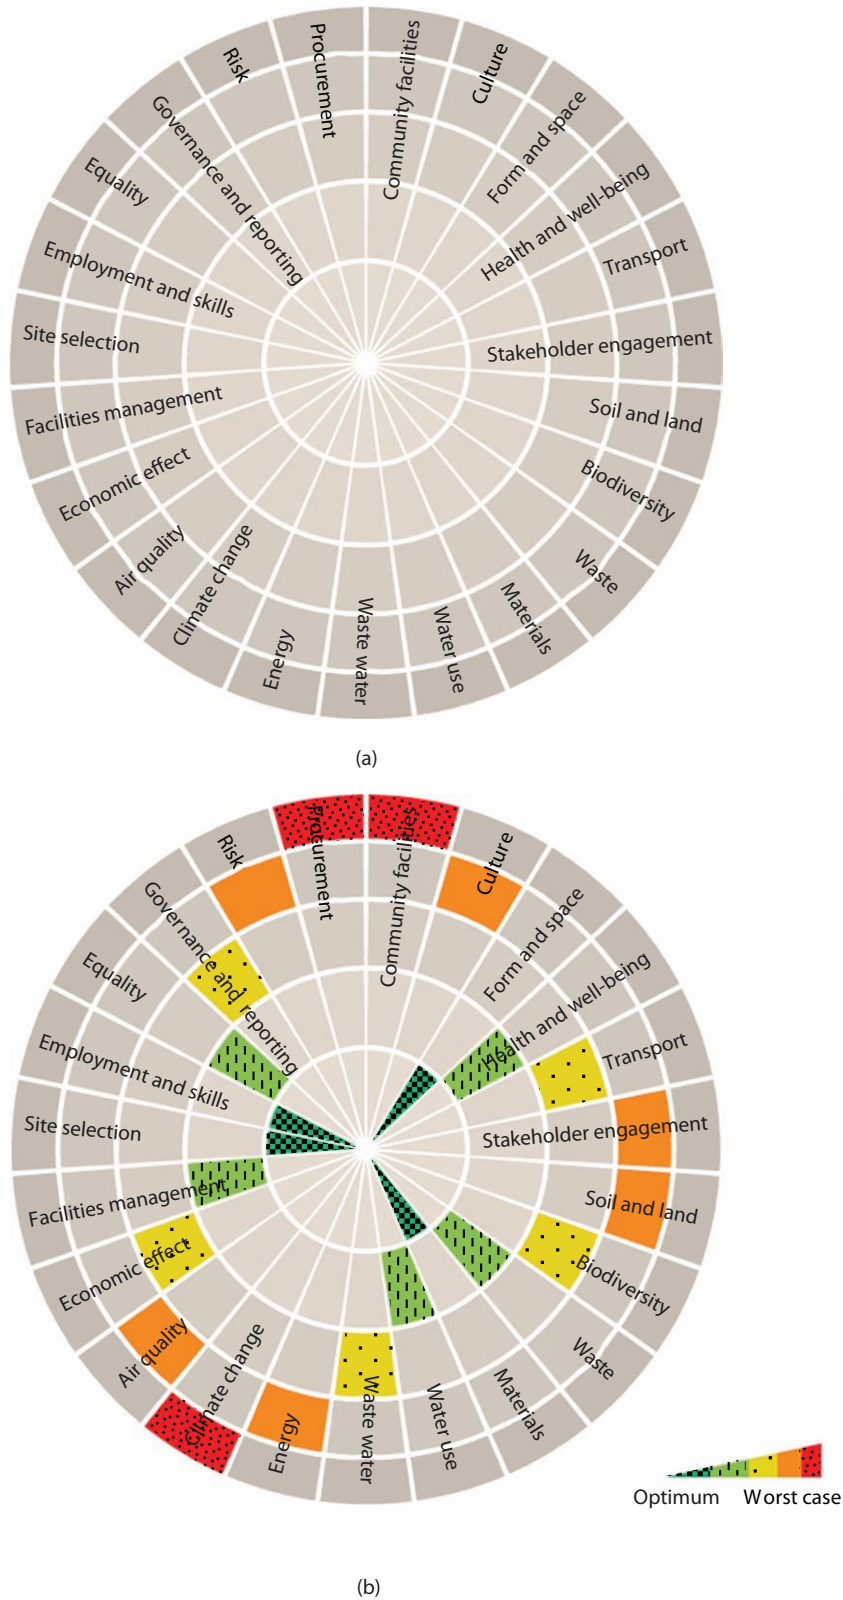 Procurement
Community facilities
Culture
Form and space
Health and well-being
Transport
Stakeholder engagement
Soil and land
Biodiversity
Waste
Materials
Water use
Waste water
Energy
Climate change
Air quality
Economic effect
Facilities management
Site selection
Employment and skills
Equality
Governance and reporting
Risk
(a)
Procurement
Community facilities
Culture
Form and space
Health and well-being
Transport
Stakeholder engagement
Soil and land
Biodiversity
Waste
Materials
Water use
Waste water
Energy
Climate change
Air quality
Economic effect
Facilities management
Site selection
Employment and skills
Equality
Governance and reporting
Risk
Optimum Worst case
(b)